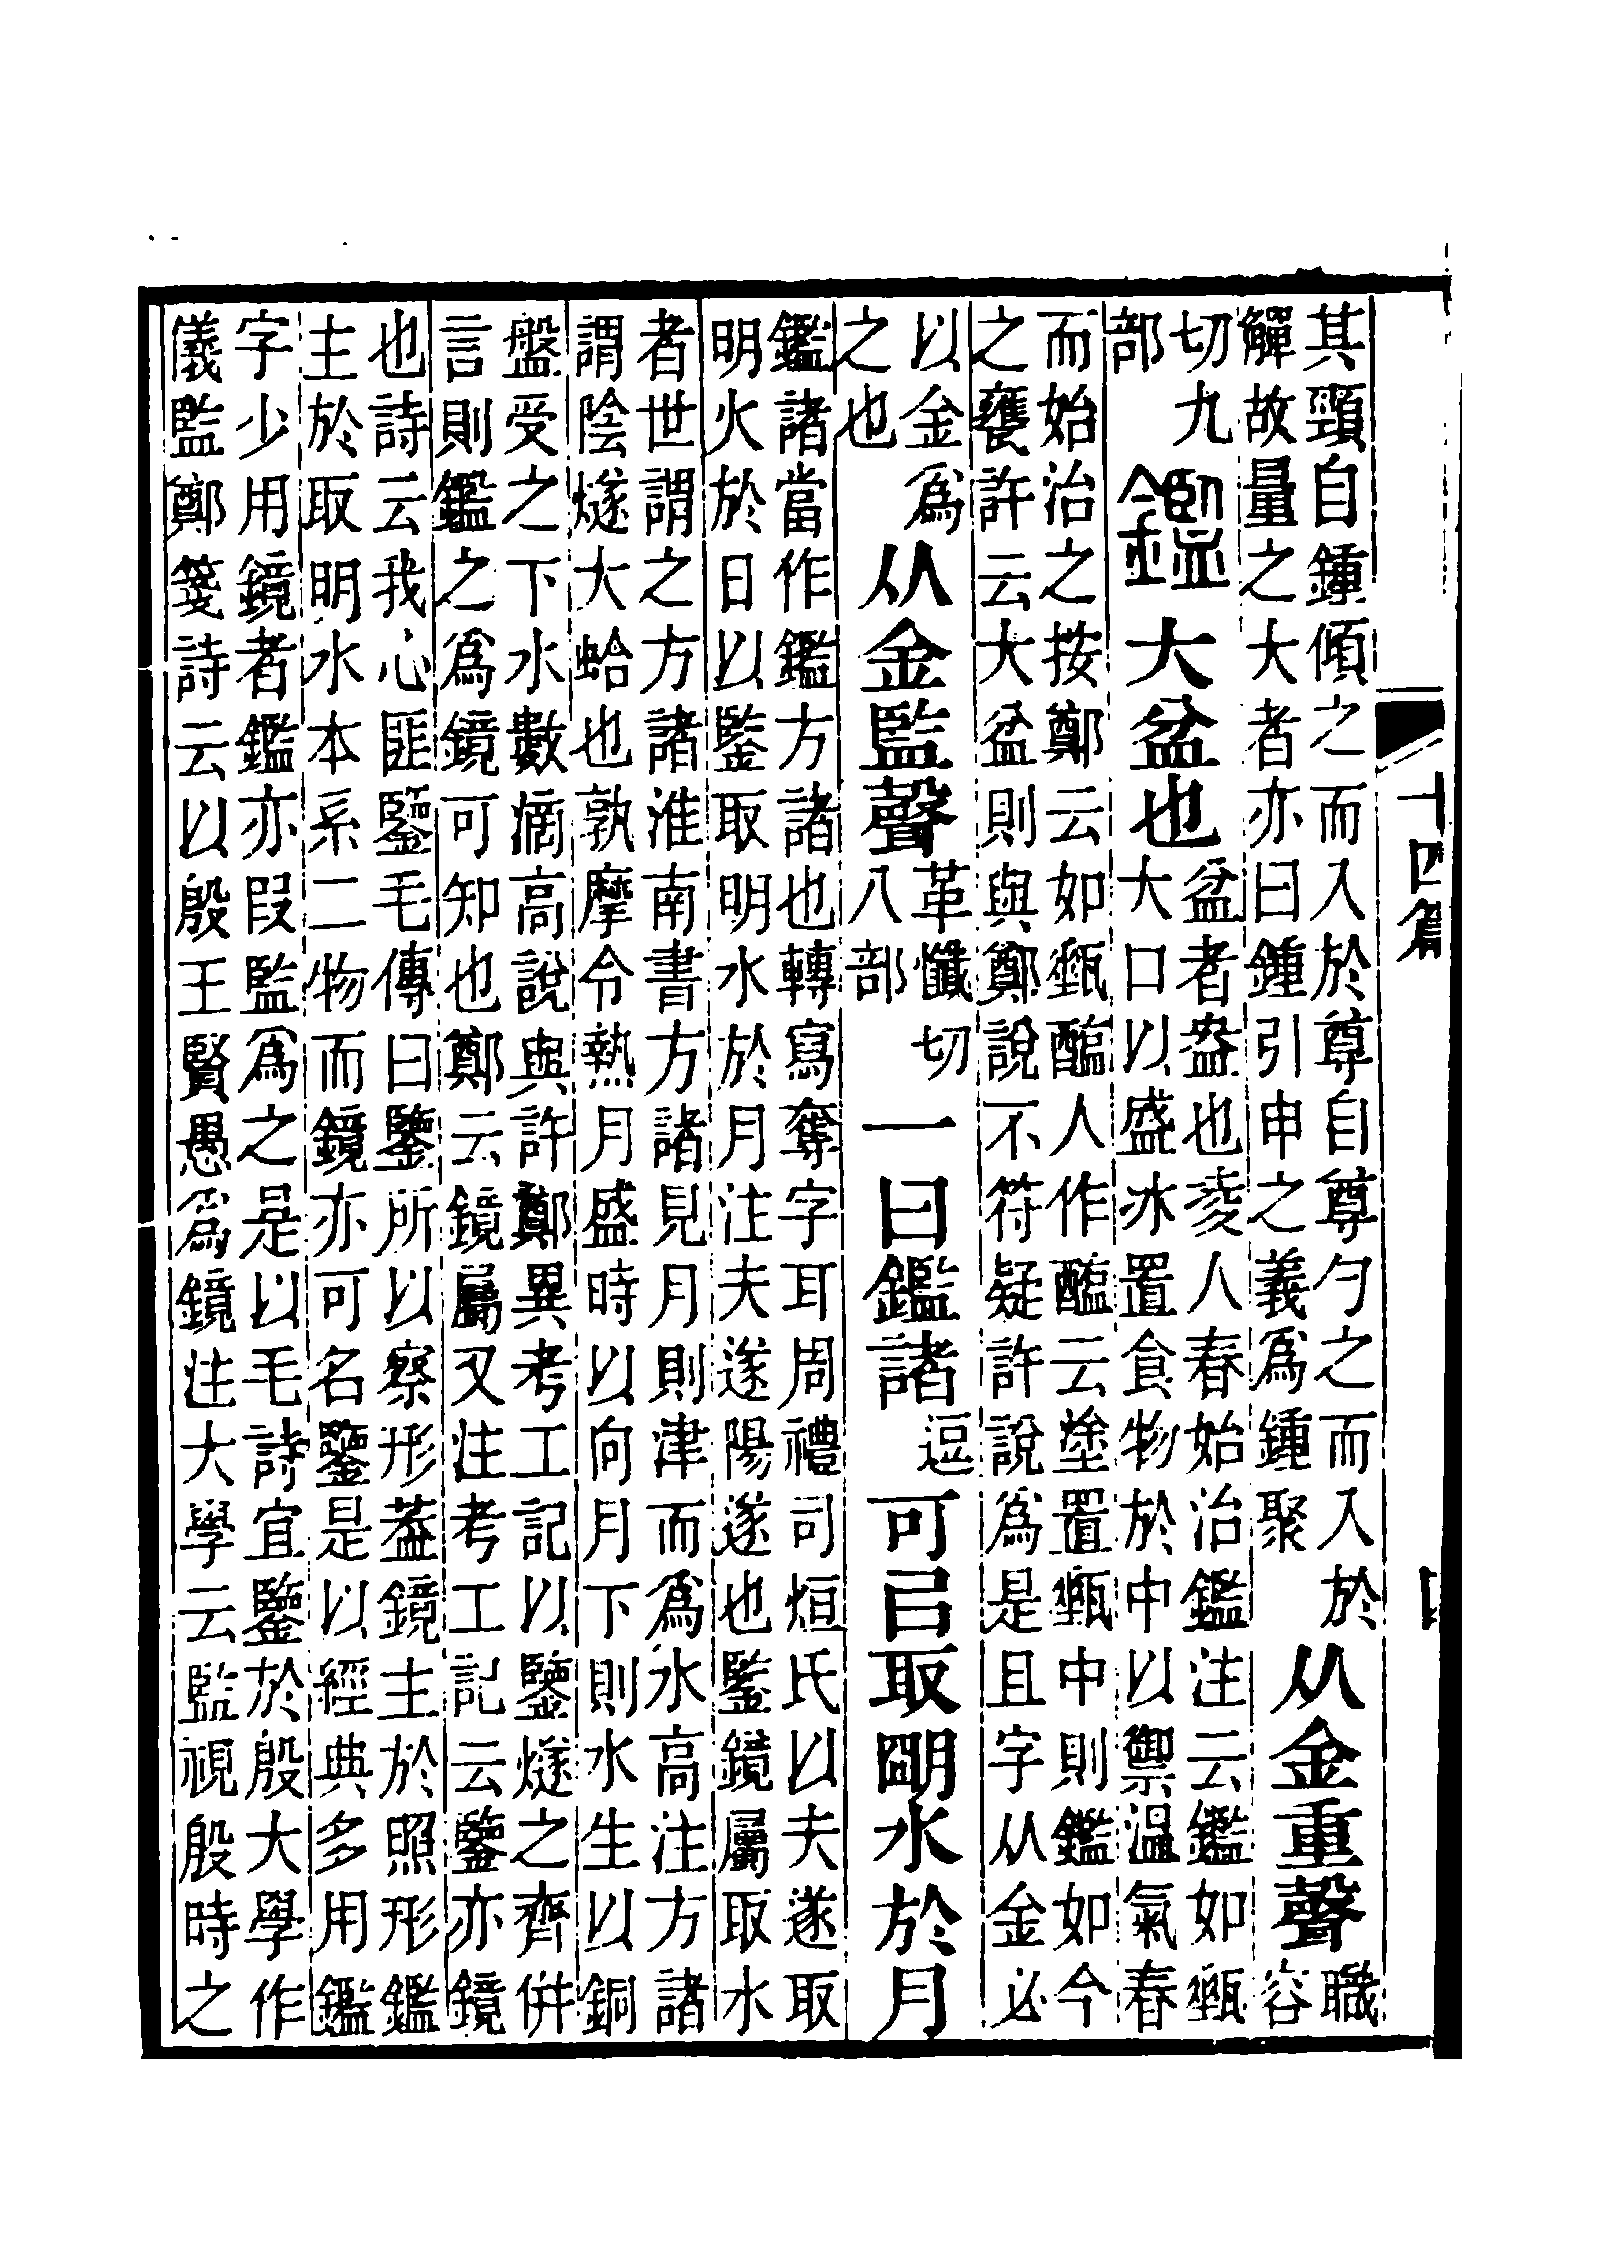 其頸自鍾傾之而入於尊自尊勺之而入於
觶故量之大者亦曰鍾引申之義爲鍾聚
从金重聲
職
容
切九
部
鑑
大盆也
盆者盎也夌人春始治鑑注云鑑如甀
大口以盛冰置食物於中以禦溫氣春
而始治之按鄭云如甀醢人作醢云塗置甀中則鑑如今
之甕許云大盆則與鄭說不符疑許說爲是且字从金必
以金爲
之也
从金監聲
革懺切
八部
一曰鑑諸
逗
可㠯取朙水於月
鑑諸當作鑑方諸也轉寫奪字耳周禮司烜氏以夫遂取
明火於日以鍳取明水於月注夫遂陽遂也鍳鏡屬取水
者世謂之方諸淮南書方諸見月則津而爲水高注方諸
謂陰燧大蛤也孰摩令熱月盛時以向月下則水生以銅
盤受之下水數滴高說與許鄭異考工記以鑒燧之齊併
言則鑑之爲鏡可知也鄭云鏡屬又注考工記云鑒亦鏡
也詩云我心匪鑒毛傳曰鑒所以察形葢鏡主於照形鑑
主於取明水本系二物而鏡亦可名鑒是以經典多用鑑
字少用鏡者鑑亦叚監爲之是以毛詩宜鑒於殷大學作
儀監鄭箋詩云以殷王賢愚爲鏡注大學云監視殷時之
十四篇